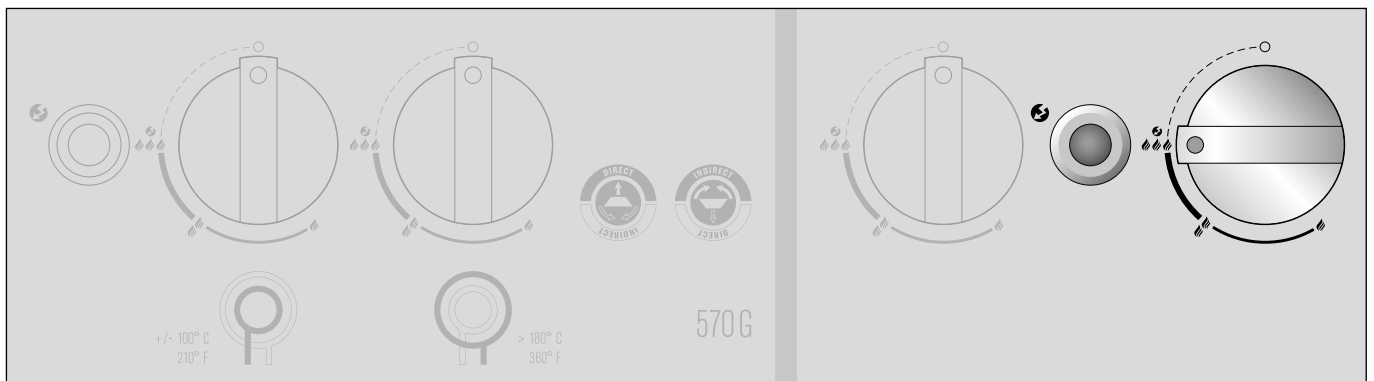 DIRECT
INDIRECT
INDIRECT
DIRECT
+/- 100° C
210° F
> 180° C
360° F
570G